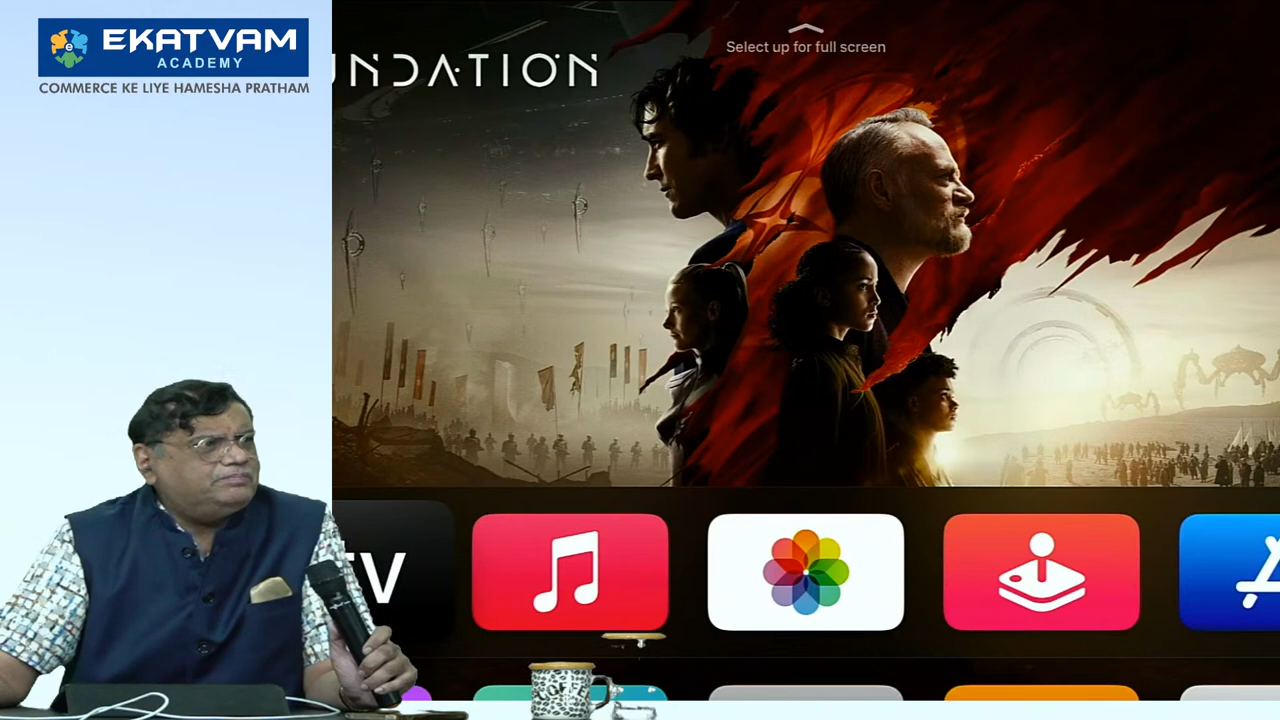 EKATVAM
ACADEMY
COMMERCE KE LIYE HAMESHA PRATHAM
UNDATION
Select up for full screen
TV